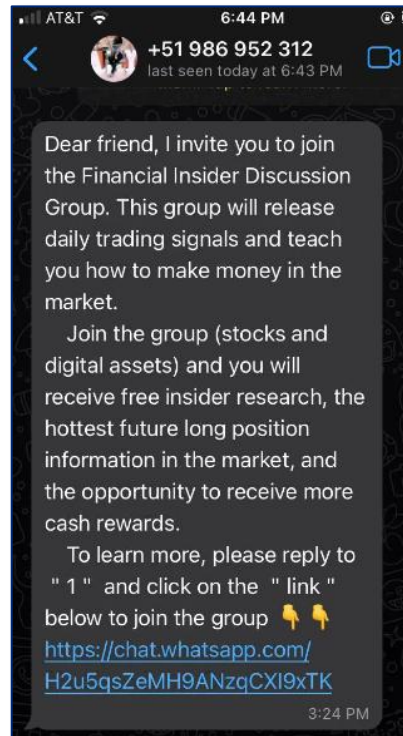 AT&T 6:44 PM
+51 986 952 312
last seen today at 6:43 PM
Dear friend, I invite you to join
the Financial Insider Discussion
Group. This group will release
daily trading signals and teach
you how to make money in the
market.
Join the group (stocks and
digital assets) and you will
receive free insider research, the
hottest future long position
information in the market, and
the opportunity to receive more
cash rewards.
To learn more, please reply to
" 1 " and click on the " link "
below to join the group 👇 👇
https://chat.whatsapp.com/
H2u5qsZeMH9ANzqCXI9xTK
3:24 PM